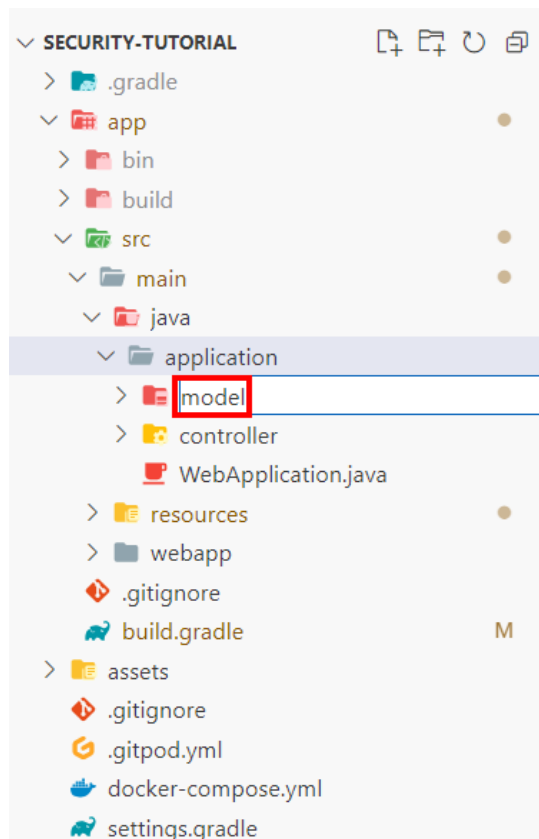 SECURITY-TUTORIAL
.gradle
app
bin
build
src
main
java
application
model
controller
WebApplication.java
resources
webapp
.gitignore
build.gradle M
assets
.gitignore
.gitpod.yml
docker-compose.yml
settings.gradle